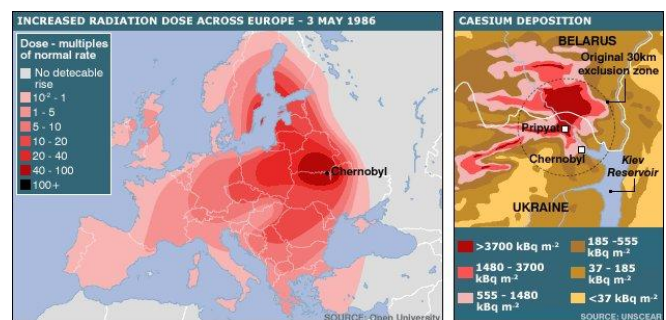 INCREASED RADIATION DOSE ACROSS EUROPE - 3 MAY 1986
Dose - multiples
of normal rate
No detecable
rise
10⁻² - 1
1 - 5
5 - 10
10 - 20
20 - 40
40 - 100
100+
Chernobyl
SOURCE: Open University
CAESIUM DEPOSITION
BELARUS
Original 30km
exclusion zone
Pripyat
Chernobyl
Kiev
Reservoir
UKRAINE
>3700 kBq m⁻²
1480 - 3700
kBq m⁻²
555 - 1480
kBq m⁻²
185 -555
kBq m⁻²
37 - 185
kBq m⁻²
<37 kBq m⁻²
SOURCE: UNSCEAR